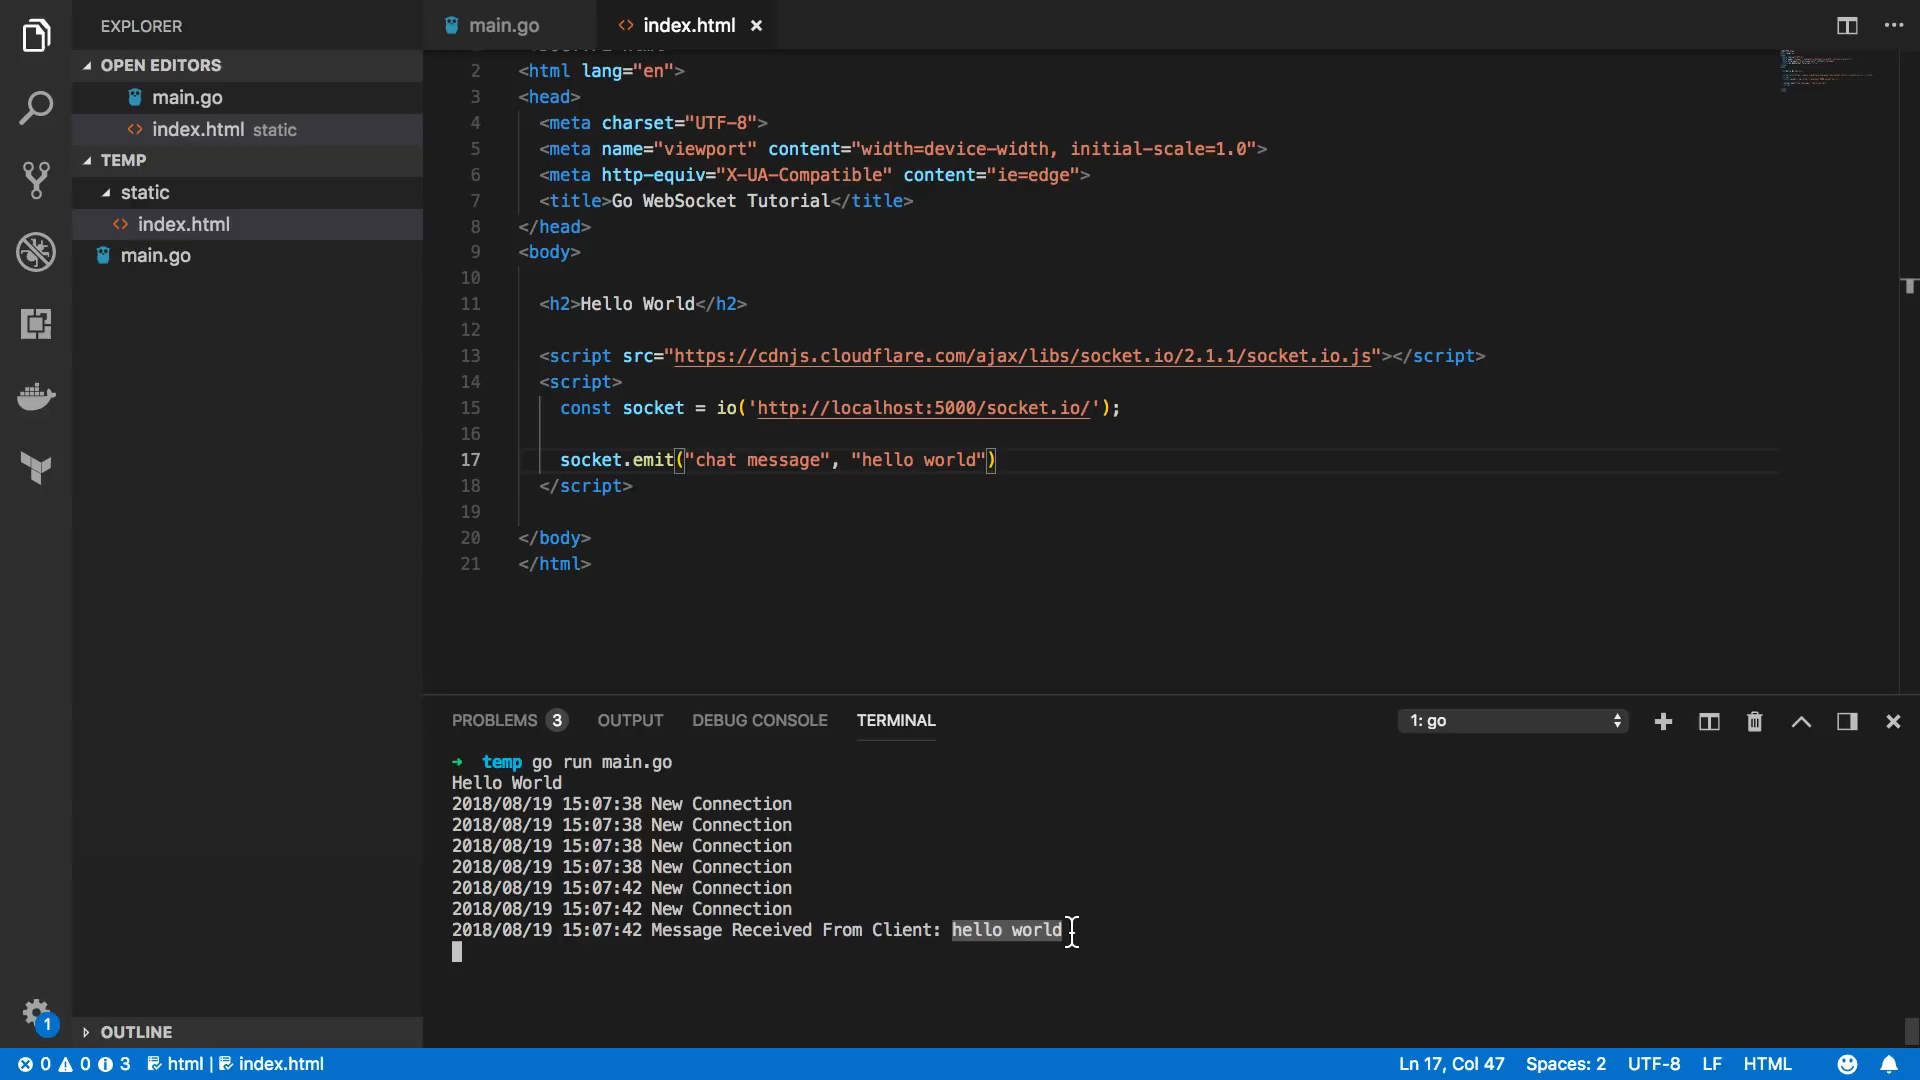 EXPLORER
OPEN EDITORS
main.go
index.html static
TEMP
static
index.html
main.go
OUTLINE
main.go
index.html
2 <html lang="en">
3 <head>
4 <meta charset="UTF-8">
5 <meta name="viewport" content="width=device-width, initial-scale=1.0">
6 <meta http-equiv="X-UA-Compatible" content="ie=edge">
7 <title>Go WebSocket Tutorial</title>
8 </head>
9 <body>
10
11 <h2>Hello World</h2>
12
13 <script src="https://cdnjs.cloudflare.com/ajax/libs/socket.io/2.1.1/socket.io.js"></script>
14 <script>
15 const socket = io('http://localhost:5000/socket.io/');
16
17 socket.emit("chat message", "hello world")
18 </script>
19
20 </body>
21 </html>
PROBLEMS 3 OUTPUT DEBUG CONSOLE TERMINAL 1: go
➜ temp go run main.go
Hello World
2018/08/19 15:07:38 New Connection
2018/08/19 15:07:38 New Connection
2018/08/19 15:07:38 New Connection
2018/08/19 15:07:38 New Connection
2018/08/19 15:07:42 New Connection
2018/08/19 15:07:42 New Connection
2018/08/19 15:07:42 Message Received From Client: hello world
1
0 0 3 html | index.html Ln 17, Col 47 Spaces: 2 UTF-8 LF HTML